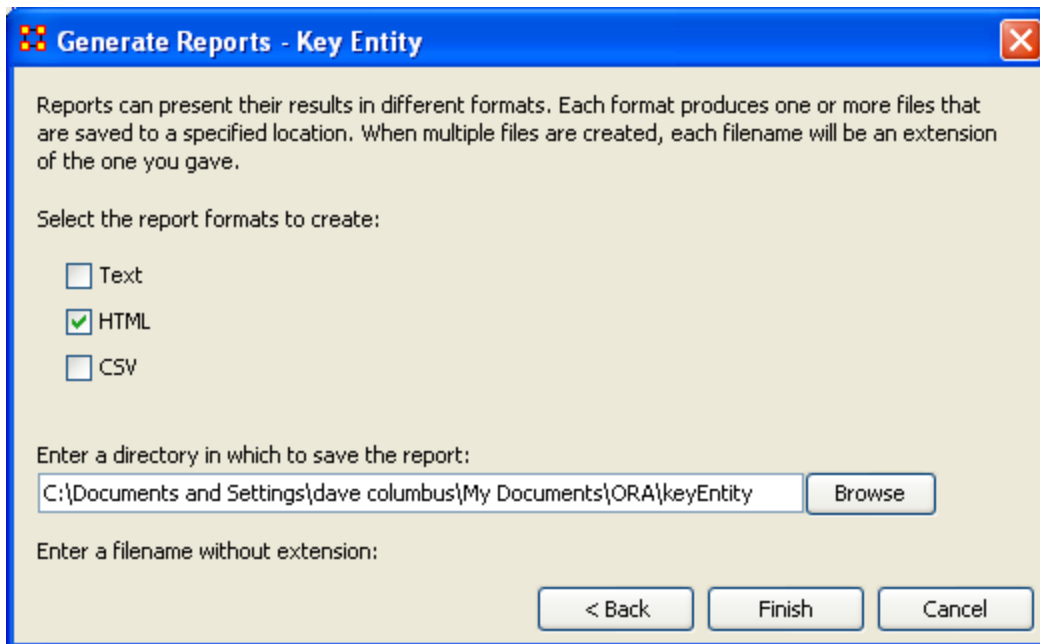 Generate Reports - Key Entity
Reports can present their results in different formats. Each format produces one or more files that
are saved to a specified location. When multiple files are created, each filename will be an extension
of the one you gave.
Select the report formats to create:
Text
HTML
CSV
Enter a directory in which to save the report:
C:\Documents and Settings\dave columbus\My Documents\ORA\keyEntity
Browse
Enter a filename without extension:
< Back
Finish
Cancel